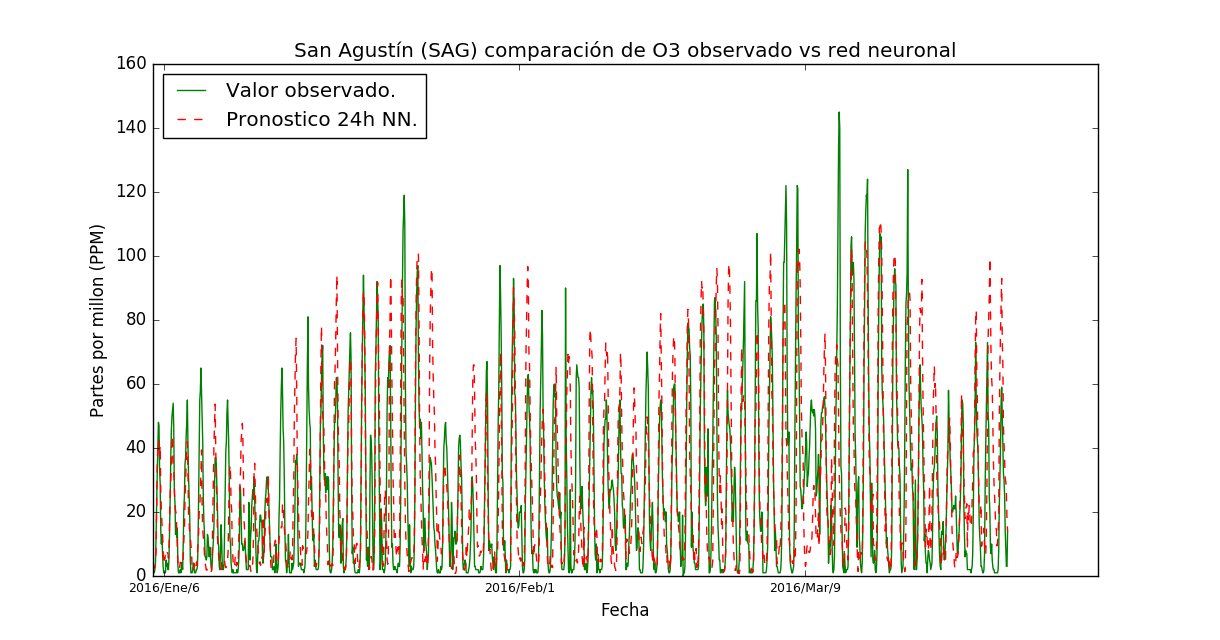 San Agustín (SAG) comparación de O3 observado vs red neuronal
Valor observado.
Pronostico 24h NN.
Partes por millon (PPM)
160
140
120
100
80
60
40
20
0
2016/Ene/6
2016/Feb/1
2016/Mar/9
Fecha